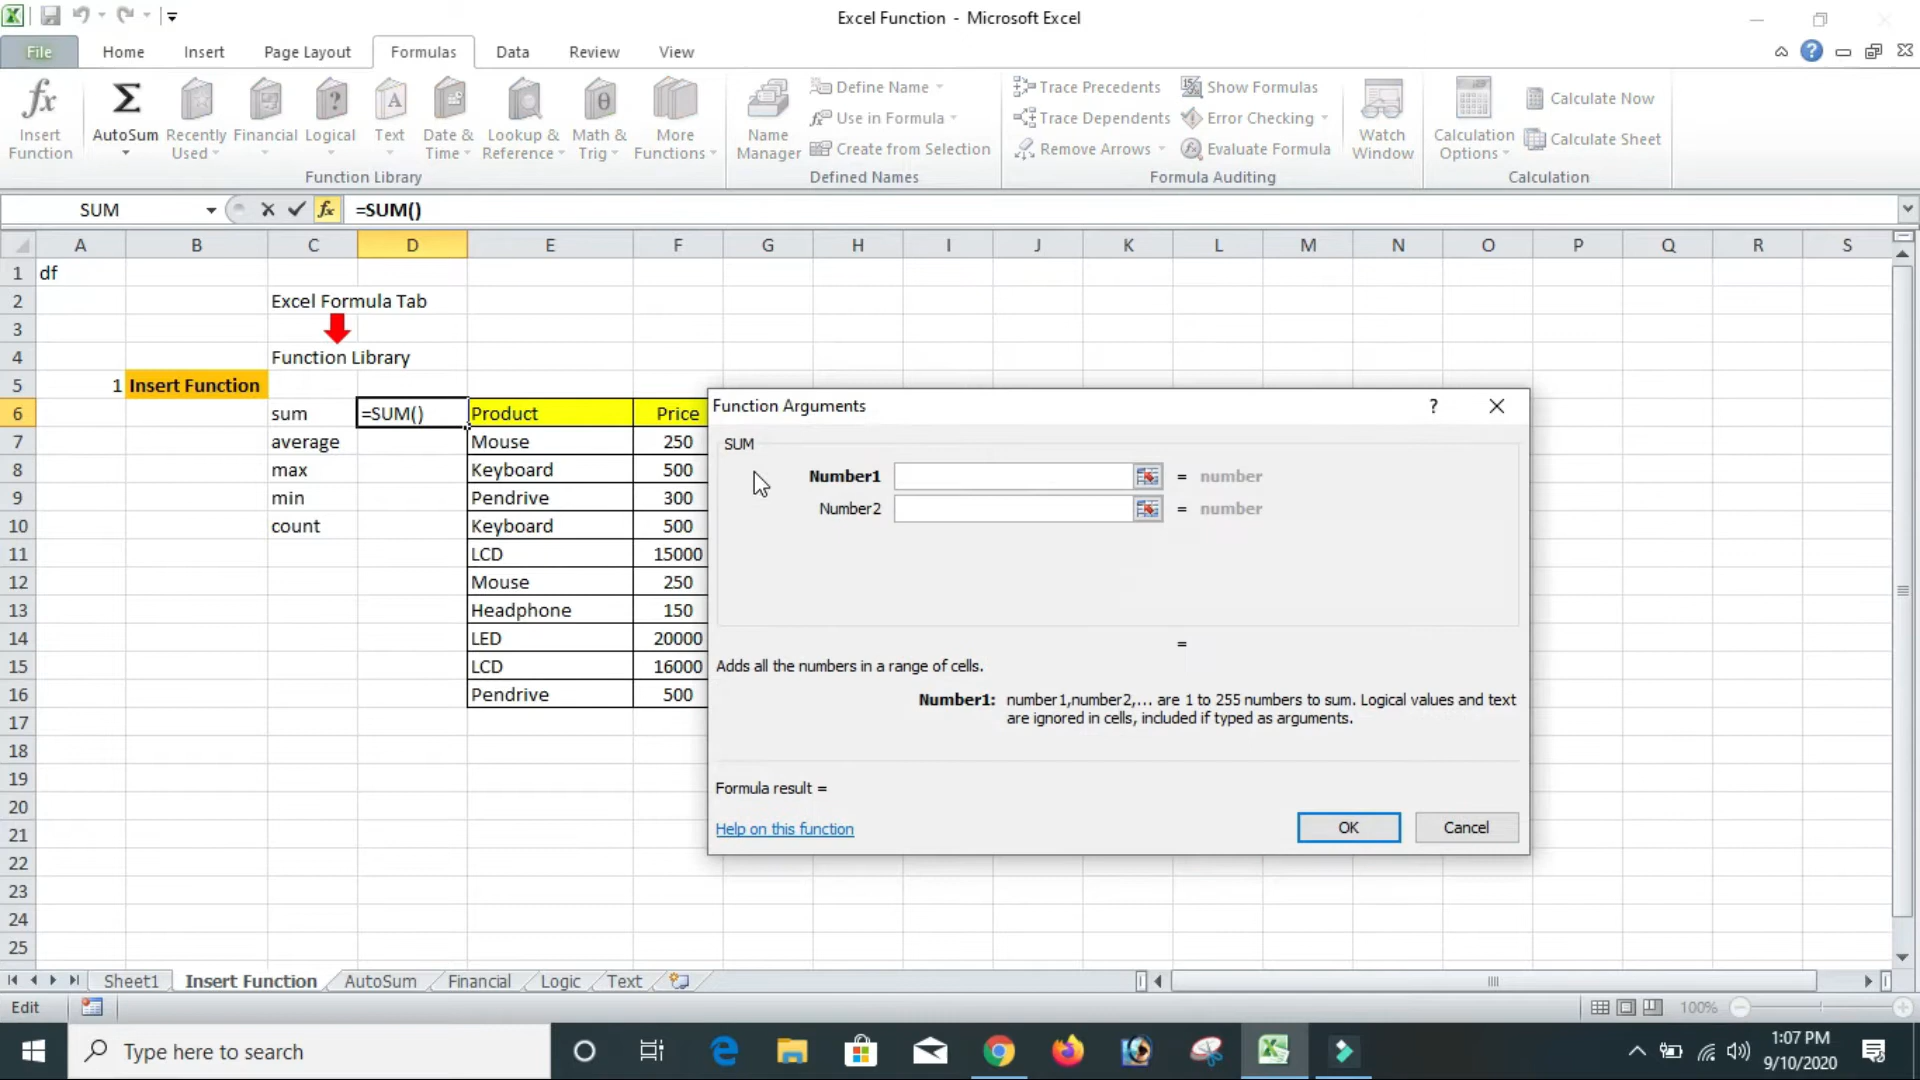 Excel Function - Microsoft Excel
File Home Insert Page Layout Formulas Data Review View
Insert Function
AutoSum
Recently Used
Financial
Logical
Text
Date & Time
Lookup & Reference
Math & Trig
More Functions
Function Library
Name Manager
Define Name
Use in Formula
Create from Selection
Defined Names
Trace Precedents
Trace Dependents
Remove Arrows
Show Formulas
Error Checking
Evaluate Formula
Formula Auditing
Watch Window
Calculation Options
Calculate Now
Calculate Sheet
Calculation
SUM fx =SUM()
A B C D E F G H I J K L M N O P Q R S
1 df
2 Excel Formula Tab
3
4 Function Library
5 1 Insert Function
6 sum =SUM() Product Price
7 average Mouse 250
8 max Keyboard 500
9 min Pendrive 300
10 count Keyboard 500
11 LCD 15000
12 Mouse 250
13 Headphone 150
14 LED 20000
15 LCD 16000
16 Pendrive 500
17
18
19
20
21
22
23
24
25
Function Arguments ?
SUM
Number1 = number
Number2 = number
=
Adds all the numbers in a range of cells.
Number1: number1,number2,... are 1 to 255 numbers to sum. Logical values and text
are ignored in cells, included if typed as arguments.
Formula result =
Help on this function OK Cancel
Sheet1 Insert Function AutoSum Financial Logic Text
Edit 100%
Type here to search
1:07 PM
9/10/2020